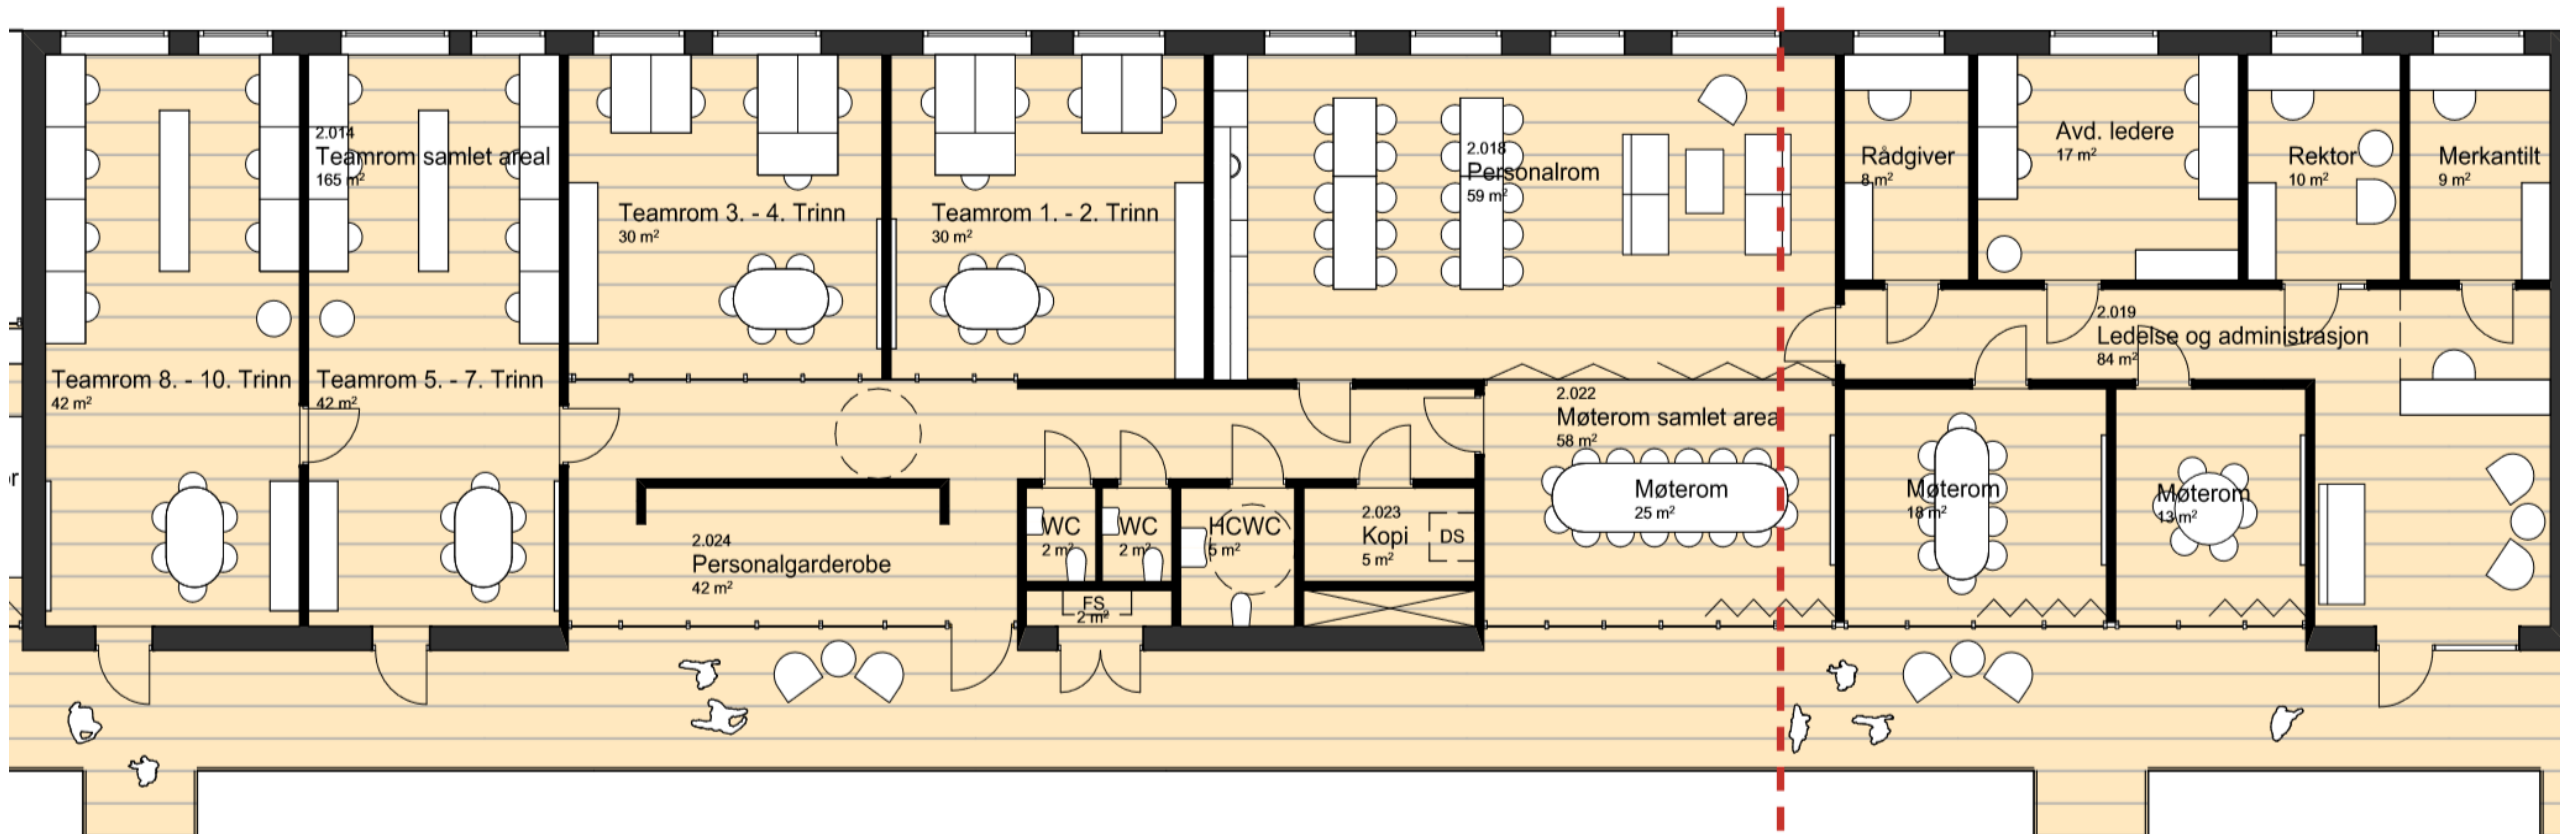 2.014
Teamrom samlet areal
165 m²
Teamrom 8. - 10. Trinn
42 m²
Teamrom 5. - 7. Trinn
42 m²
Teamrom 3. - 4. Trinn
30 m²
Teamrom 1. - 2. Trinn
30 m²
2.018
Personalrom
59 m²
Rådgiver
8 m²
Avd. ledere
17 m²
Rektor
10 m²
Merkantilt
9 m²
2.019
Ledelse og administrasjon
84 m²
2.022
Møterom samlet areal
58 m²
Møterom
25 m²
Møterom
18 m²
Møterom
13 m²
2.024
Personalgarderobe
42 m²
WC
2 m²
WC
2 m²
HCWC
5 m²
2.023
Kopi
5 m²
DS
FS
2 m²